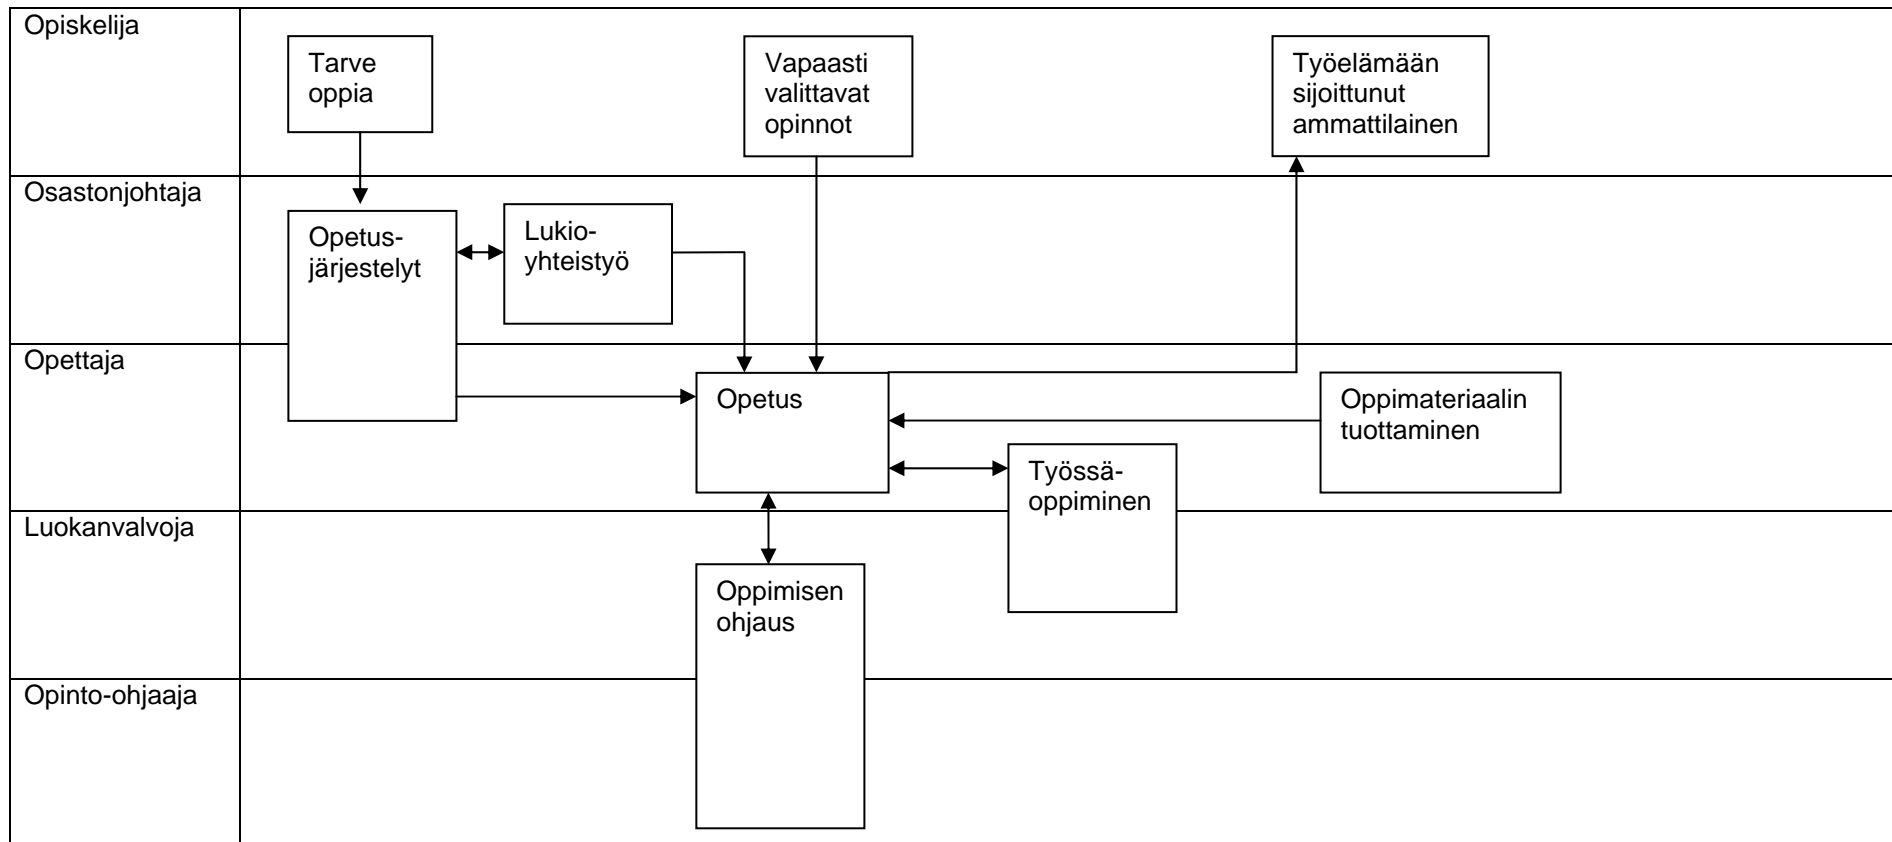 Opiskelija
Tarve
oppia
Vapaasti
valittavat
opinnot
Työelämään
sijoittunut
ammattilainen
Osastonjohtaja
Opetus-
järjestelyt
Lukio-
yhteistyö
Opettaja
Opetus
Oppimateriaalin
tuottaminen
Työssä-
oppiminen
Luokanvalvoja
Oppimisen
ohjaus
Opinto-ohjaaja